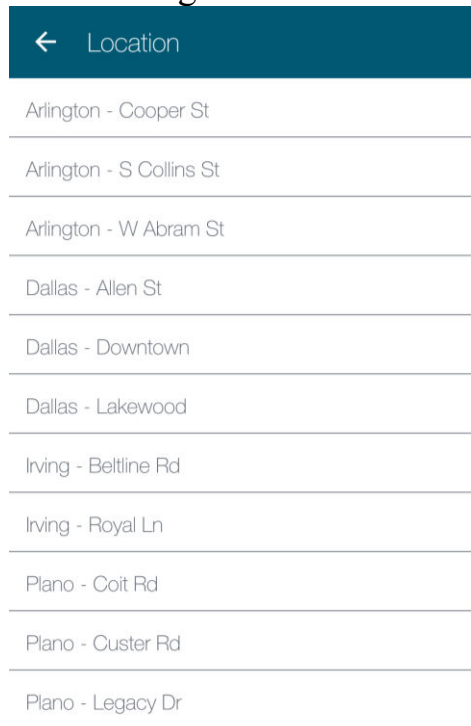 Location
Arlington - Cooper St
Arlington - S Collins St
Arlington - W Abram St
Dallas - Allen St
Dallas - Downtown
Dallas - Lakewood
Irving - Beltline Rd
Irving - Royal Ln
Plano - Coit Rd
Plano - Custer Rd
Plano - Legacy Dr